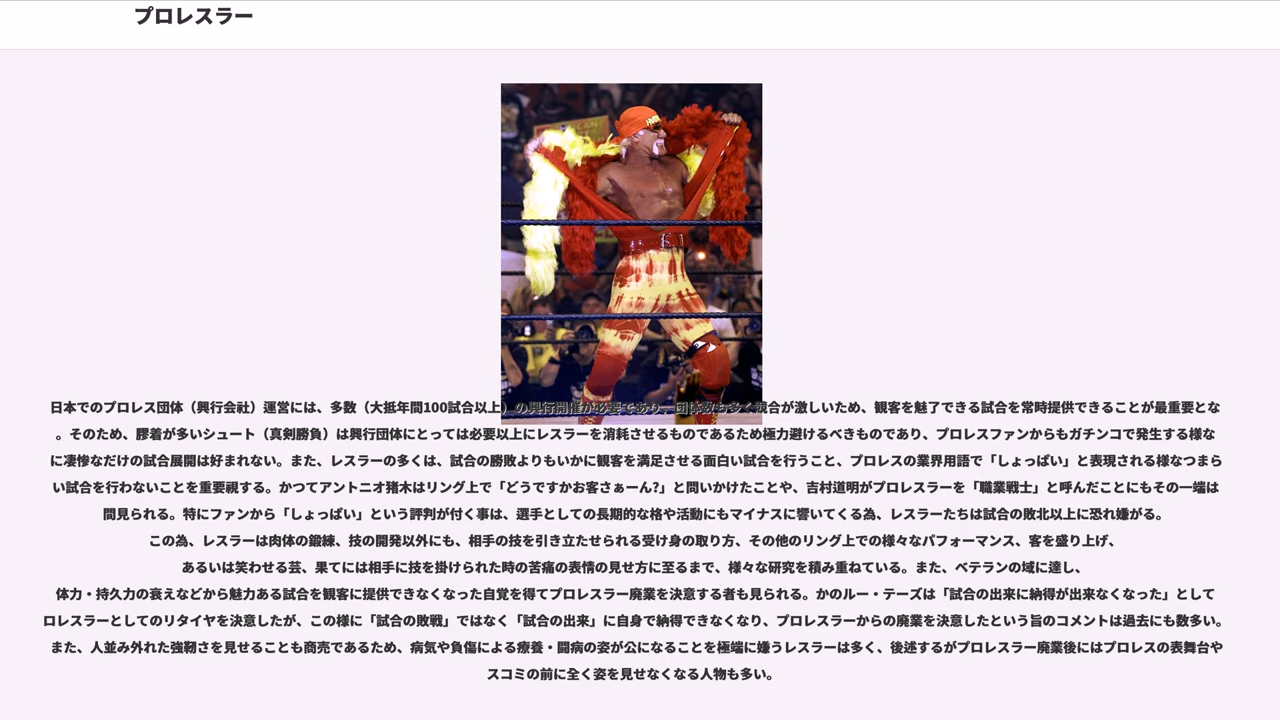 プロレスラー
日本でのプロレス団体（興行会社）運営には、多数（大抵年間100試合以上）の興行開催が必要であり、団体数も多く競合が激しいため、観客を魅了できる試合を常時提供できることが最重要とな
。そのため、膠着が多いシュート（真剣勝負）は興行団体にとっては必要以上にレスラーを消耗させるものであるため極力避けるべきものであり、プロレスファンからもガチンコで発生する様な
に凄惨なだけの試合展開は好まれない。また、レスラーの多くは、試合の勝敗よりもいかに観客を満足させる面白い試合を行うこと、プロレスの業界用語で「しょっぱい」と表現される様なつまら
い試合を行わないことを重要視する。かつてアントニオ猪木はリング上で「どうですかお客さぁーん?」と問いかけたことや、吉村道明がプロレスラーを「職業戦士」と呼んだことにもその一端は
間見られる。特にファンから「しょっぱい」という評判が付く事は、選手としての長期的な格や活動にもマイナスに響いてくる為、レスラーたちは試合の敗北以上に恐れ嫌がる。
この為、レスラーは肉体の鍛練、技の開発以外にも、相手の技を引き立たせられる受け身の取り方、その他のリング上での様々なパフォーマンス、客を盛り上げ、
あるいは笑わせる芸、果てには相手に技を掛けられた時の苦痛の表情の見せ方に至るまで、様々な研究を積み重ねている。また、ベテランの域に達し、
体力・持久力の衰えなどから魅力ある試合を観客に提供できなくなった自覚を得てプロレスラー廃業を決意する者も見られる。かのルー・テーズは「試合の出来に納得が出来なくなった」として
ロレスラーとしてのリタイヤを決意したが、この様に「試合の敗戦」ではなく「試合の出来」に自身で納得できなくなり、プロレスラーからの廃業を決意したという旨のコメントは過去にも数多い。
また、人並み外れた強靭さを見せることも商売であるため、病気や負傷による療養・闘病の姿が公になることを極端に嫌うレスラーは多く、後述するがプロレスラー廃業後にはプロレスの表舞台や
スコミの前に全く姿を見せなくなる人物も多い。